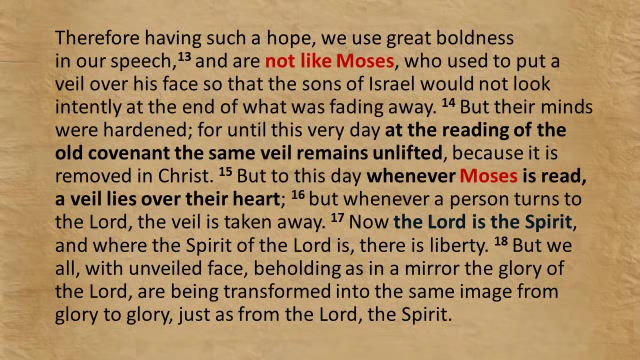 Therefore having such a hope, we use great boldness
in our speech,13 and are not like Moses, who used to put a
veil over his face so that the sons of Israel would not look
intently at the end of what was fading away. 14 But their minds
were hardened; for until this very day at the reading of the
old covenant the same veil remains unlifted, because it is
removed in Christ. 15 But to this day whenever Moses is read,
a veil lies over their heart; 16 but whenever a person turns to
the Lord, the veil is taken away. 17 Now the Lord is the Spirit,
and where the Spirit of the Lord is, there is liberty. 18 But we
all, with unveiled face, beholding as in a mirror the glory of
the Lord, are being transformed into the same image from
glory to glory, just as from the Lord, the Spirit.